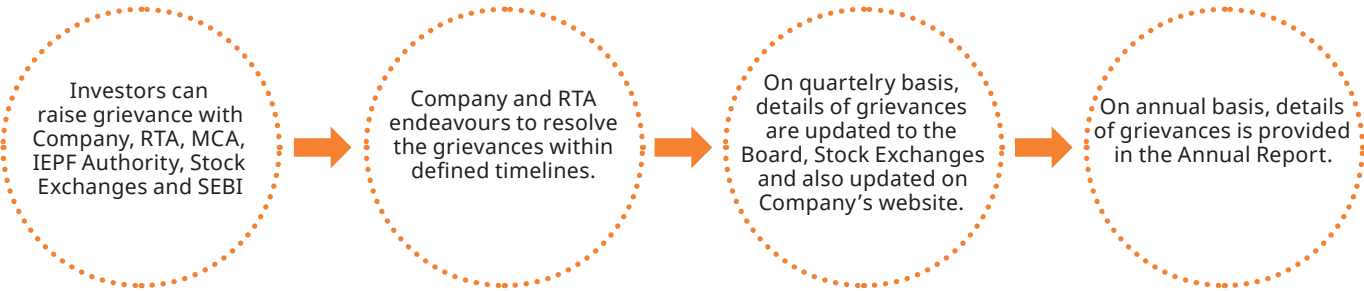 Investors can
raise grievance with
Company, RTA, MCA,
IEPF Authority, Stock
Exchanges and SEBI
Company and RTA
endeavours to resolve
the grievances within
defined timelines.
On quartelry basis,
details of grievances
are updated to the
Board, Stock Exchanges
and also updated on
Company’s website.
On annual basis, details
of grievances is provided
in the Annual Report.